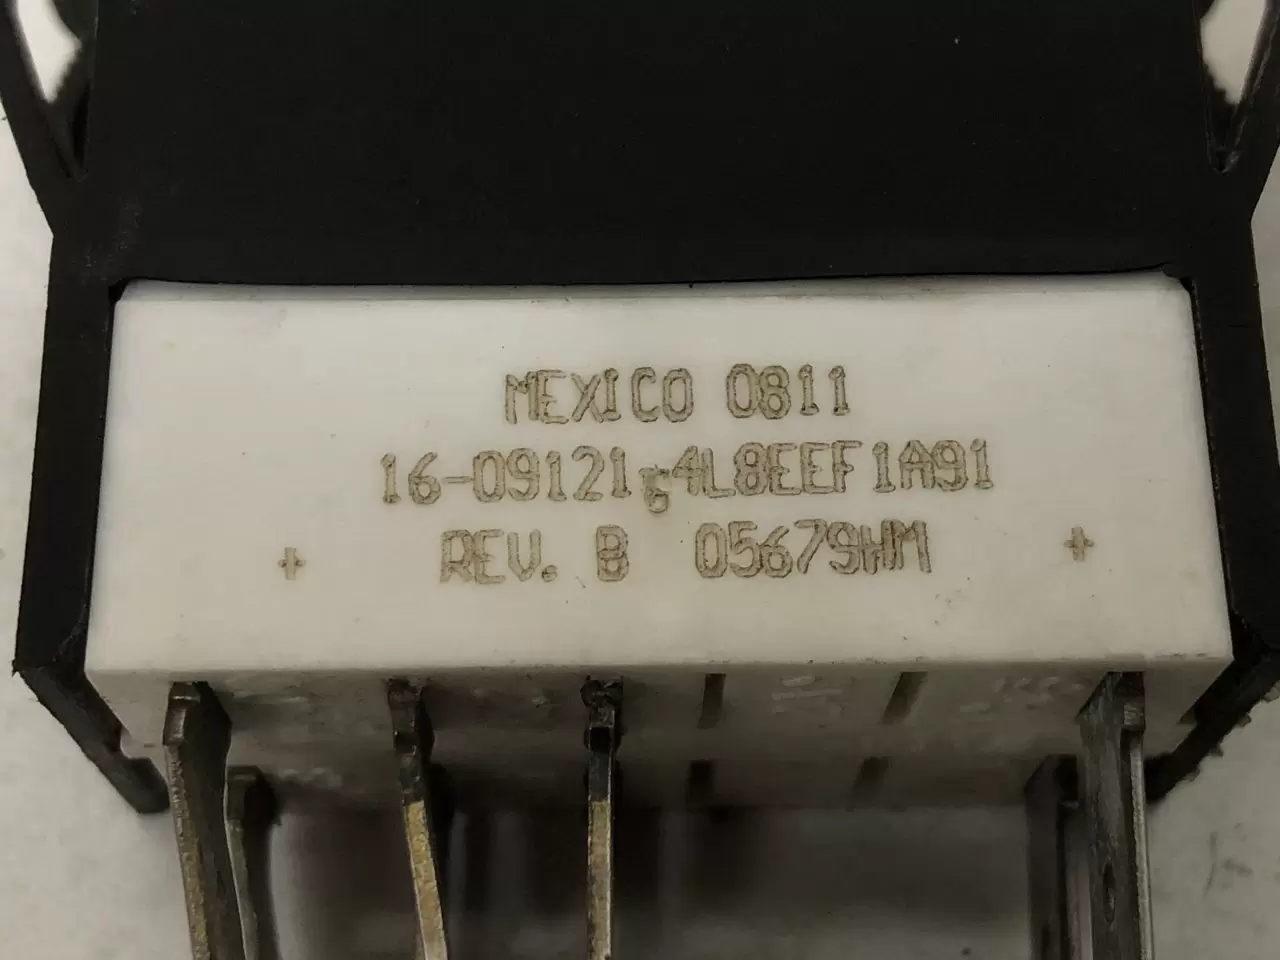 MEXICO 0811
16-09121 4L8EEF1A91
+ REV. B 05679HM +